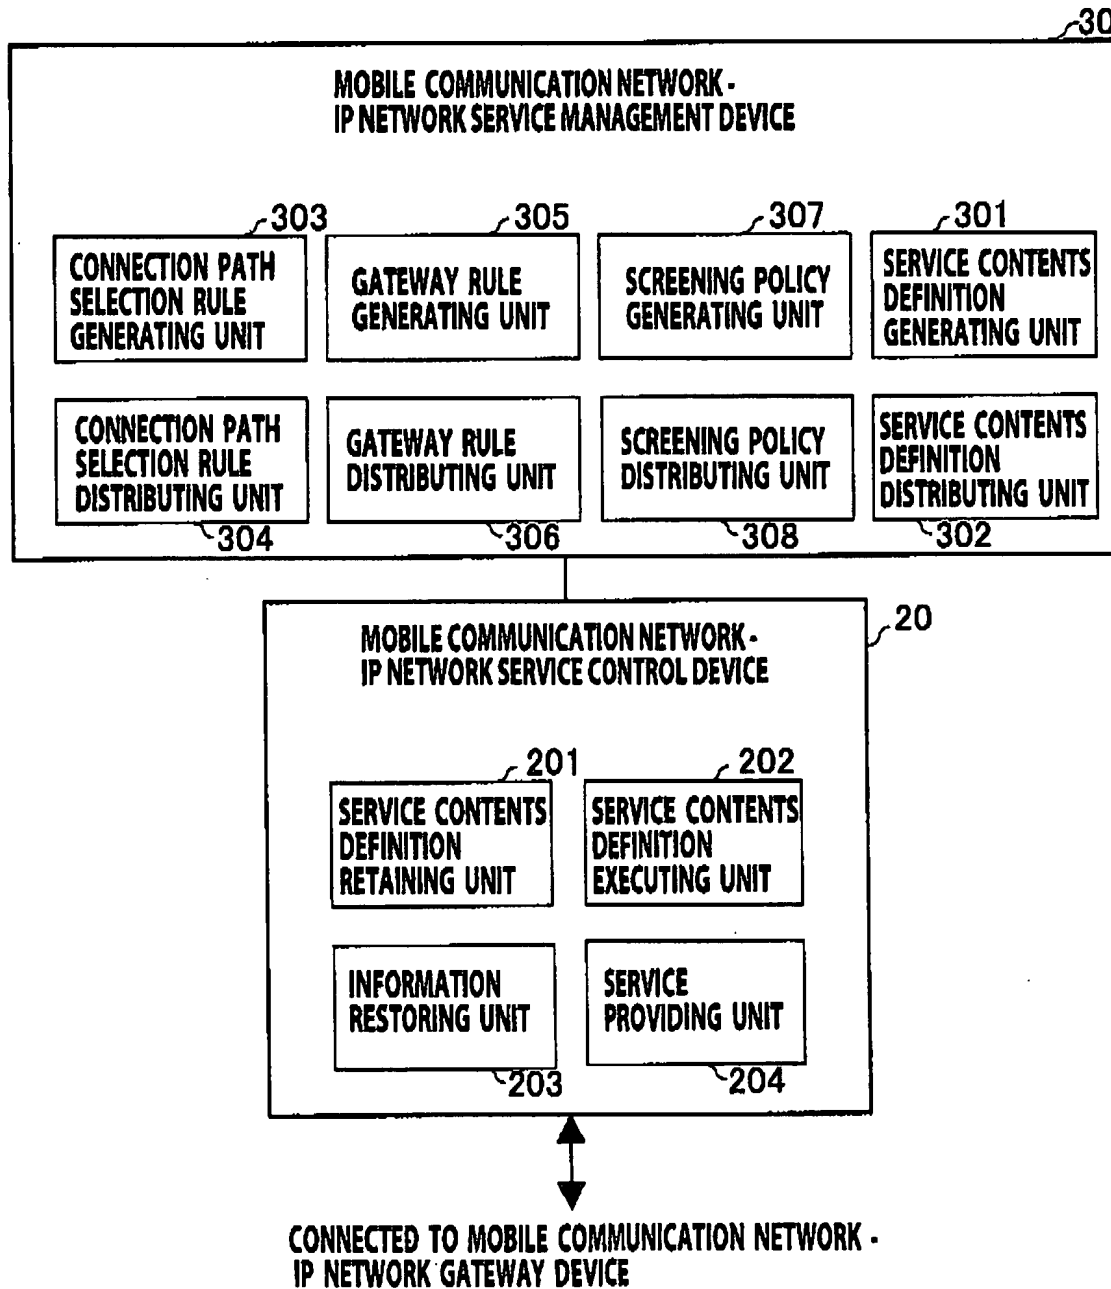 30
MOBILE COMMUNICATION NETWORK -
IP NETWORK SERVICE MANAGEMENT DEVICE
303
CONNECTION PATH
SELECTION RULE
GENERATING UNIT
305
GATEWAY RULE
GENERATING UNIT
307
SCREENING POLICY
GENERATING UNIT
301
SERVICE CONTENTS
DEFINITION
GENERATING UNIT
CONNECTION PATH
SELECTION RULE
DISTRIBUTING UNIT
304
GATEWAY RULE
DISTRIBUTING UNIT
306
SCREENING POLICY
DISTRIBUTING UNIT
308
SERVICE CONTENTS
DEFINITION
DISTRIBUTING UNIT
302
20
MOBILE COMMUNICATION NETWORK -
IP NETWORK SERVICE CONTROL DEVICE
201
SERVICE CONTENTS
DEFINITION
RETAINING UNIT
202
SERVICE CONTENTS
DEFINITION
EXECUTING UNIT
INFORMATION
RESTORING UNIT
203
SERVICE
PROVIDING UNIT
204
CONNECTED TO MOBILE COMMUNICATION NETWORK -
IP NETWORK GATEWAY DEVICE